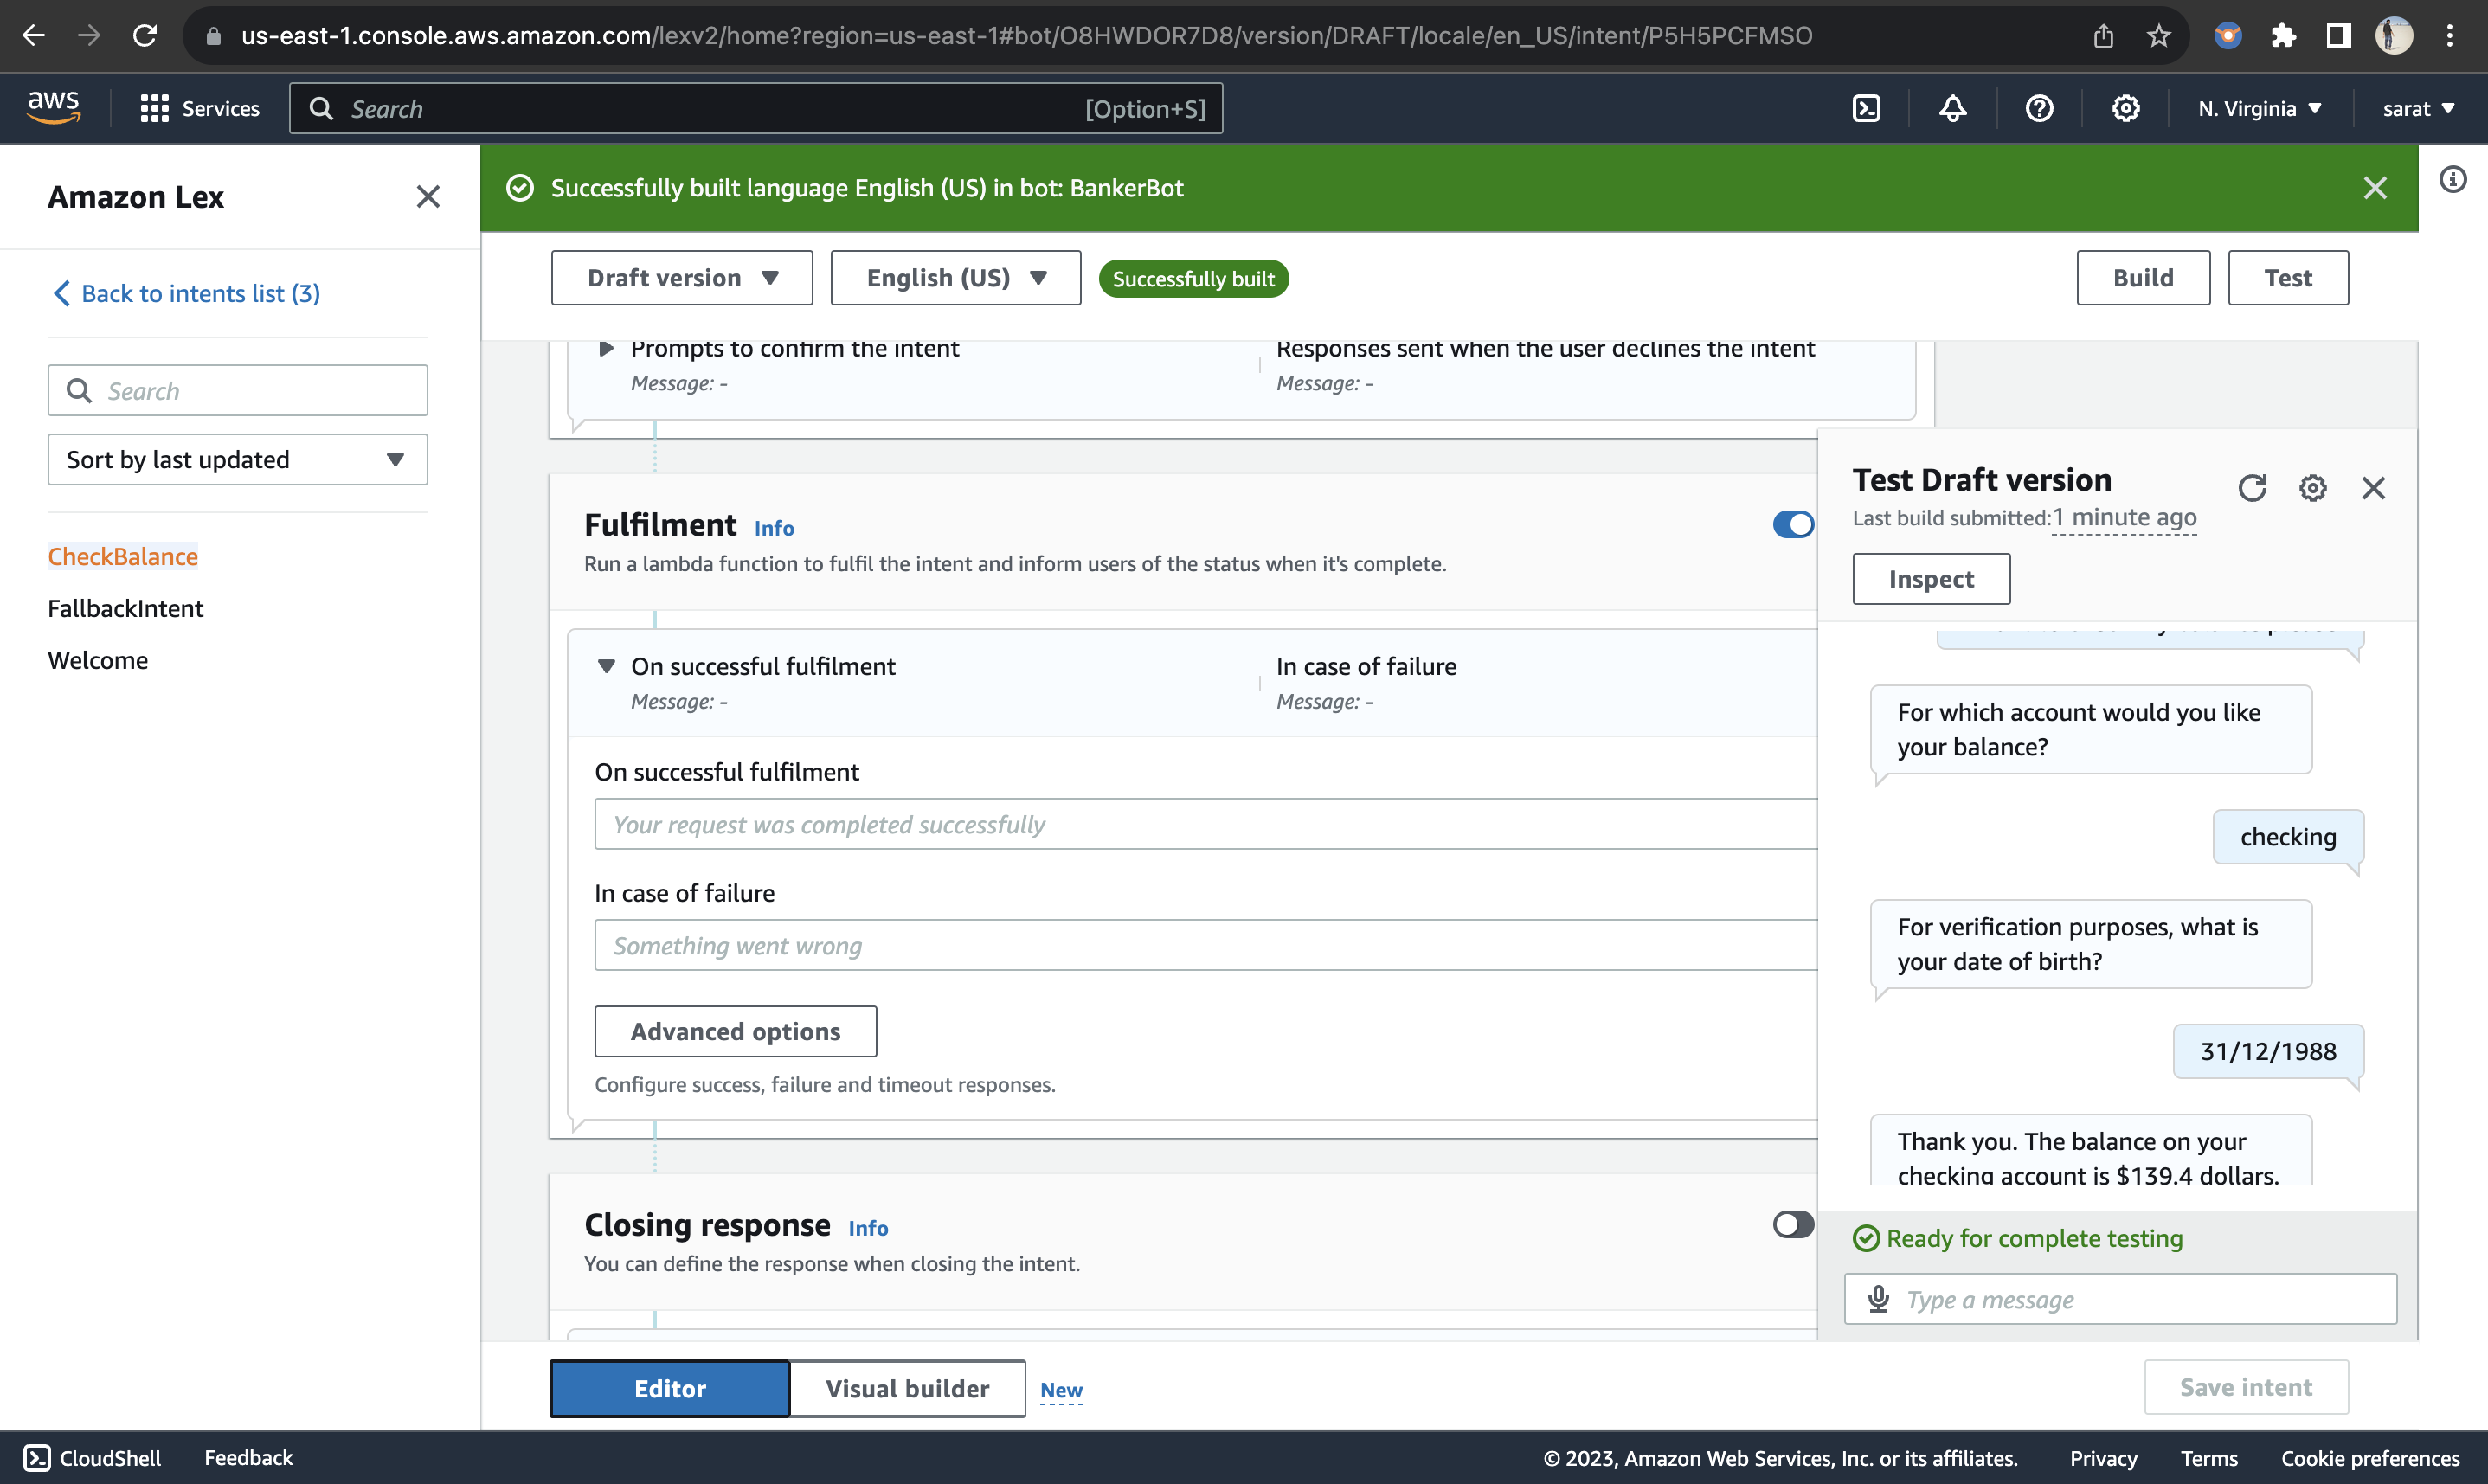 us-east-1.console.aws.amazon.com/lexv2/home?region=us-east-1#bot/O8HWDOR7D8/version/DRAFT/locale/en_US/intent/P5H5PCFMSO
aws
Services
Search
[Option+S]
N. Virginia
sarat
Amazon Lex
Back to intents list (3)
Search
Sort by last updated
CheckBalance
FallbackIntent
Welcome
Successfully built language English (US) in bot: BankerBot
Draft version
English (US)
Successfully built
Build
Test
Prompts to confirm the intent
Message: -
Responses sent when the user declines the intent
Message: -
Fulfilment Info
Run a lambda function to fulfil the intent and inform users of the status when it's complete.
On successful fulfilment
Message: -
In case of failure
Message: -
On successful fulfilment
Your request was completed successfully
In case of failure
Something went wrong
Advanced options
Configure success, failure and timeout responses.
Closing response Info
You can define the response when closing the intent.
Test Draft version
Last build submitted:1 minute ago
Inspect
For which account would you like
your balance?
checking
For verification purposes, what is
your date of birth?
31/12/1988
Thank you. The balance on your
checking account is $139.4 dollars.
Ready for complete testing
Type a message
Editor
Visual builder
New
Save intent
CloudShell
Feedback
© 2023, Amazon Web Services, Inc. or its affiliates.
Privacy
Terms
Cookie preferences